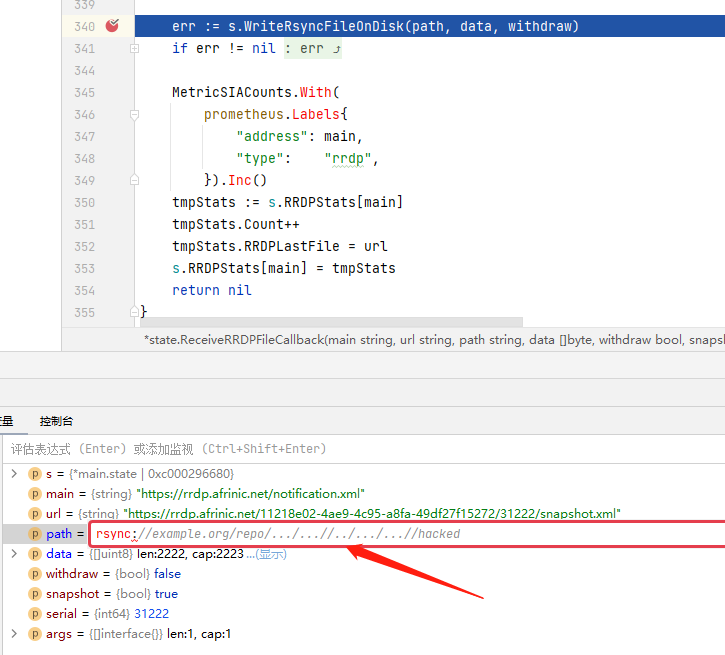 339
340 err := s.WriteRsyncFileOnDisk(path, data, withdraw)
341 if err != nil : err ⤴
344
345 MetricSIACounts.With(
346 prometheus.Labels{
347 "address": main,
348 "type": "rrdp",
349 }).Inc()
350 tmpStats := s.RRDPStats[main]
351 tmpStats.Count++
352 tmpStats.RRDPLastFile = url
353 s.RRDPStats[main] = tmpStats
354 return nil
355 }
*state.ReceiveRRDPFileCallback(main string, url string, path string, data []byte, withdraw bool, snapsh
量 控制台
评估表达式 (Enter) 或添加监视 (Ctrl+Shift+Enter)
p s = {*main.state | 0xc000296680}
p main = {string} "https://rrdp.afrinic.net/notification.xml"
p url = {string} "https://rrdp.afrinic.net/11218e02-4ae9-4c95-a8fa-49df27f15272/31222/snapshot.xml"
p path = rsync://example.org/repo/.../...//../.../...//hacked
p data = {[]uint8} len:2222, cap:2223 ...(显示)
p withdraw = {bool} false
p snapshot = {bool} true
p serial = {int64} 31222
p args = {[]interface{}} len:1, cap:1